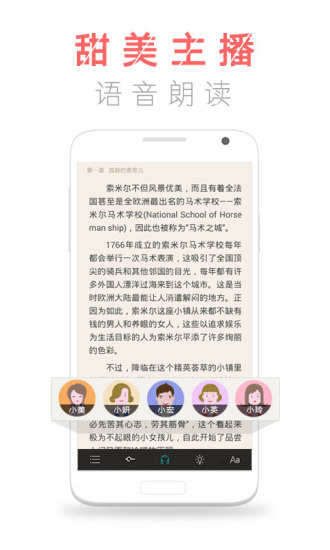 甜美主播
语音朗读
第一章 孤寂的香奈儿
索米尔不但风景优美，而且有着全法
国甚至是全欧洲最出名的马术学校一一索
米尔马术学校(National School of Horse
man ship)，因此也被称为“马术之城”。
1766年成立的索米尔马术学校每年
都会举行一次马术表演，这吸引了全国顶
尖的骑兵和其他邻国的目光，每年都有许
多外国人漂洋过海来到这个城市。这是当
时欧洲大陆最能让人消遣解闷的地方。正
因为如此，索米尔这座小镇从来都不缺有
钱的男人和养眼的女人，这些以追求娱乐
为生活目标的人为索米尔平添了许多绚丽
的色彩。
不过，降临在这个精英荟萃的小镇里
小美 小妍 小宏 小英 小玲
必先苦其心志，劳其筋骨”，这个看起来
极为不起眼的小女孩儿，自此开始了品尝
Aa